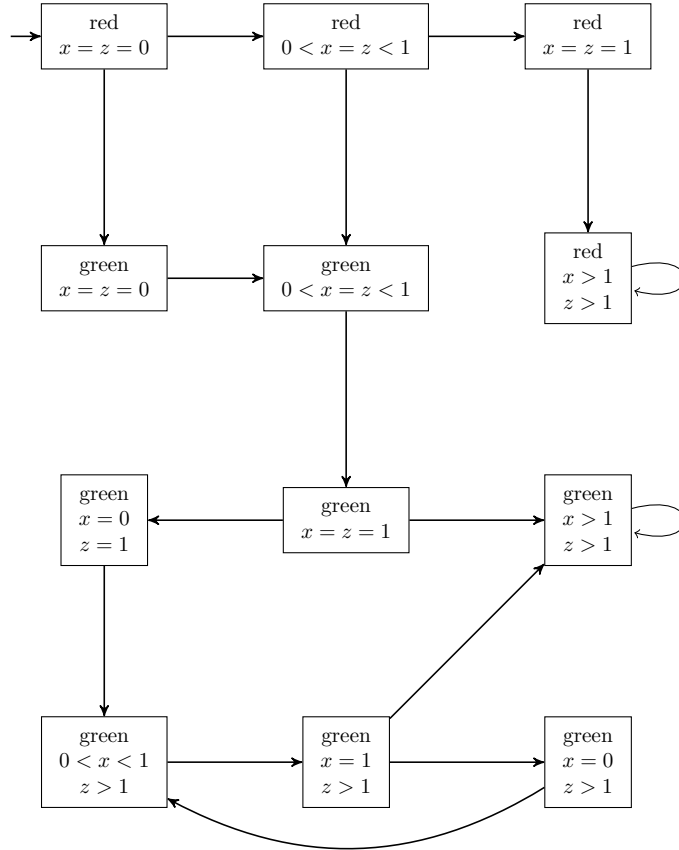 red
x = z = 0
red
0 < x = z < 1
red
x = z = 1
green
x = z = 0
green
0 < x = z < 1
red
x > 1
z > 1
green
x = 0
z = 1
green
x = z = 1
green
x > 1
z > 1
green
0 < x < 1
z > 1
green
x = 1
z > 1
green
x = 0
z > 1